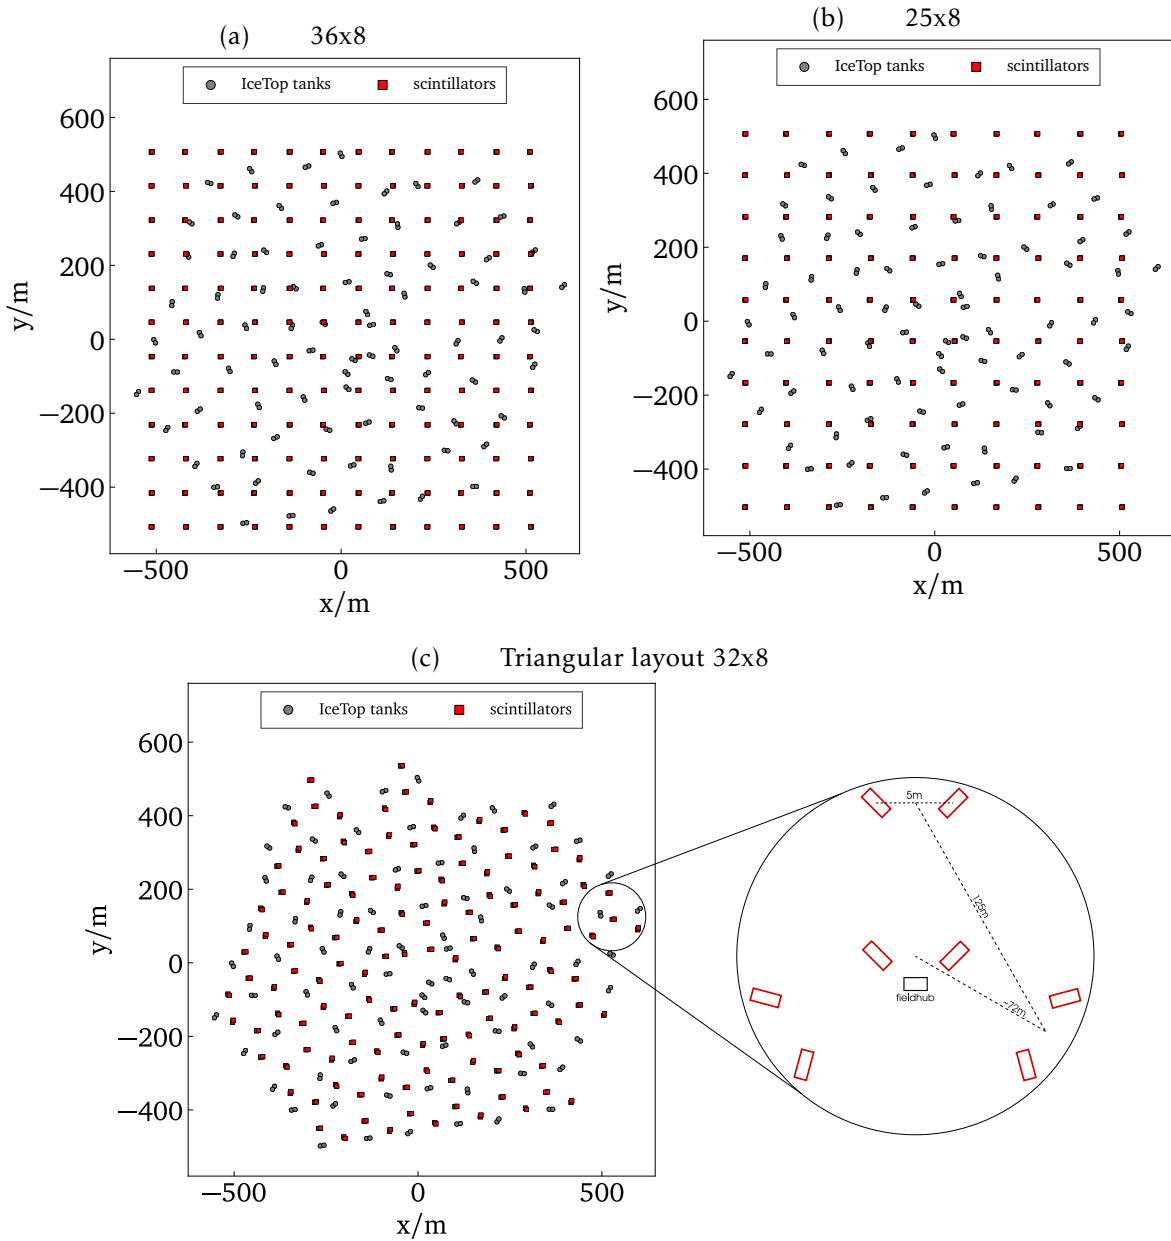 (a) 36x8
IceTop tanks scintillators
600
400
200
0
−200
−400
y/m
−500 0 500
x/m
(b) 25x8
IceTop tanks scintillators
600
400
200
0
−200
−400
y/m
−500 0 500
x/m
(c) Triangular layout 32x8
IceTop tanks scintillators
600
400
200
0
−200
−400
y/m
−500 0 500
x/m
5m
125m
~72m
fieldhub